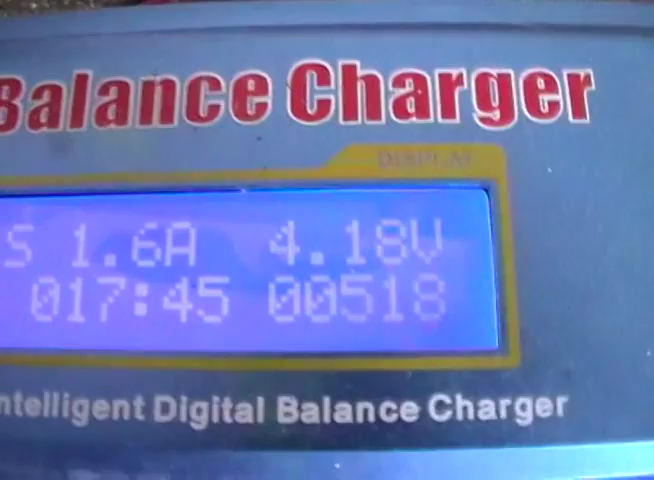 Balance Charger
DISPLAY
S 1.6A 4.18V
017:45 00518
ntelligent Digital Balance Charger